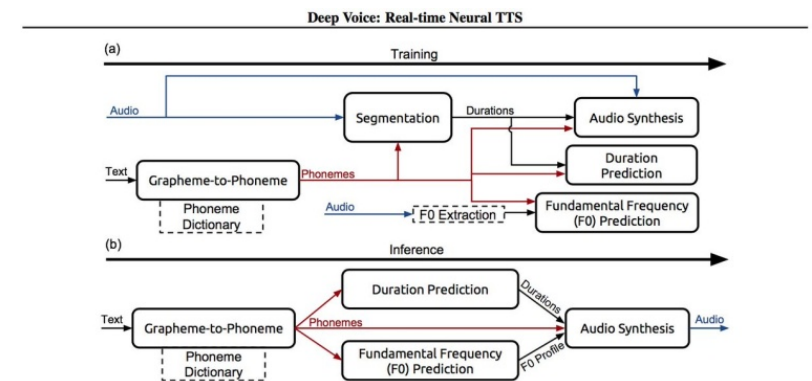 Deep Voice: Real-time Neural TTS
(a)
Training
Audio
Segmentation
Durations
Audio Synthesis
Text
Grapheme-to-Phoneme
Phonemes
Duration
Prediction
Phoneme
Dictionary
Audio
F0 Extraction
Fundamental Frequency
(F0) Prediction
(b)
Inference
Duration Prediction
Durations
Text
Grapheme-to-Phoneme
Phonemes
Audio Synthesis
Audio
Phoneme
Dictionary
Fundamental Frequency
(F0) Prediction
F0 Profile